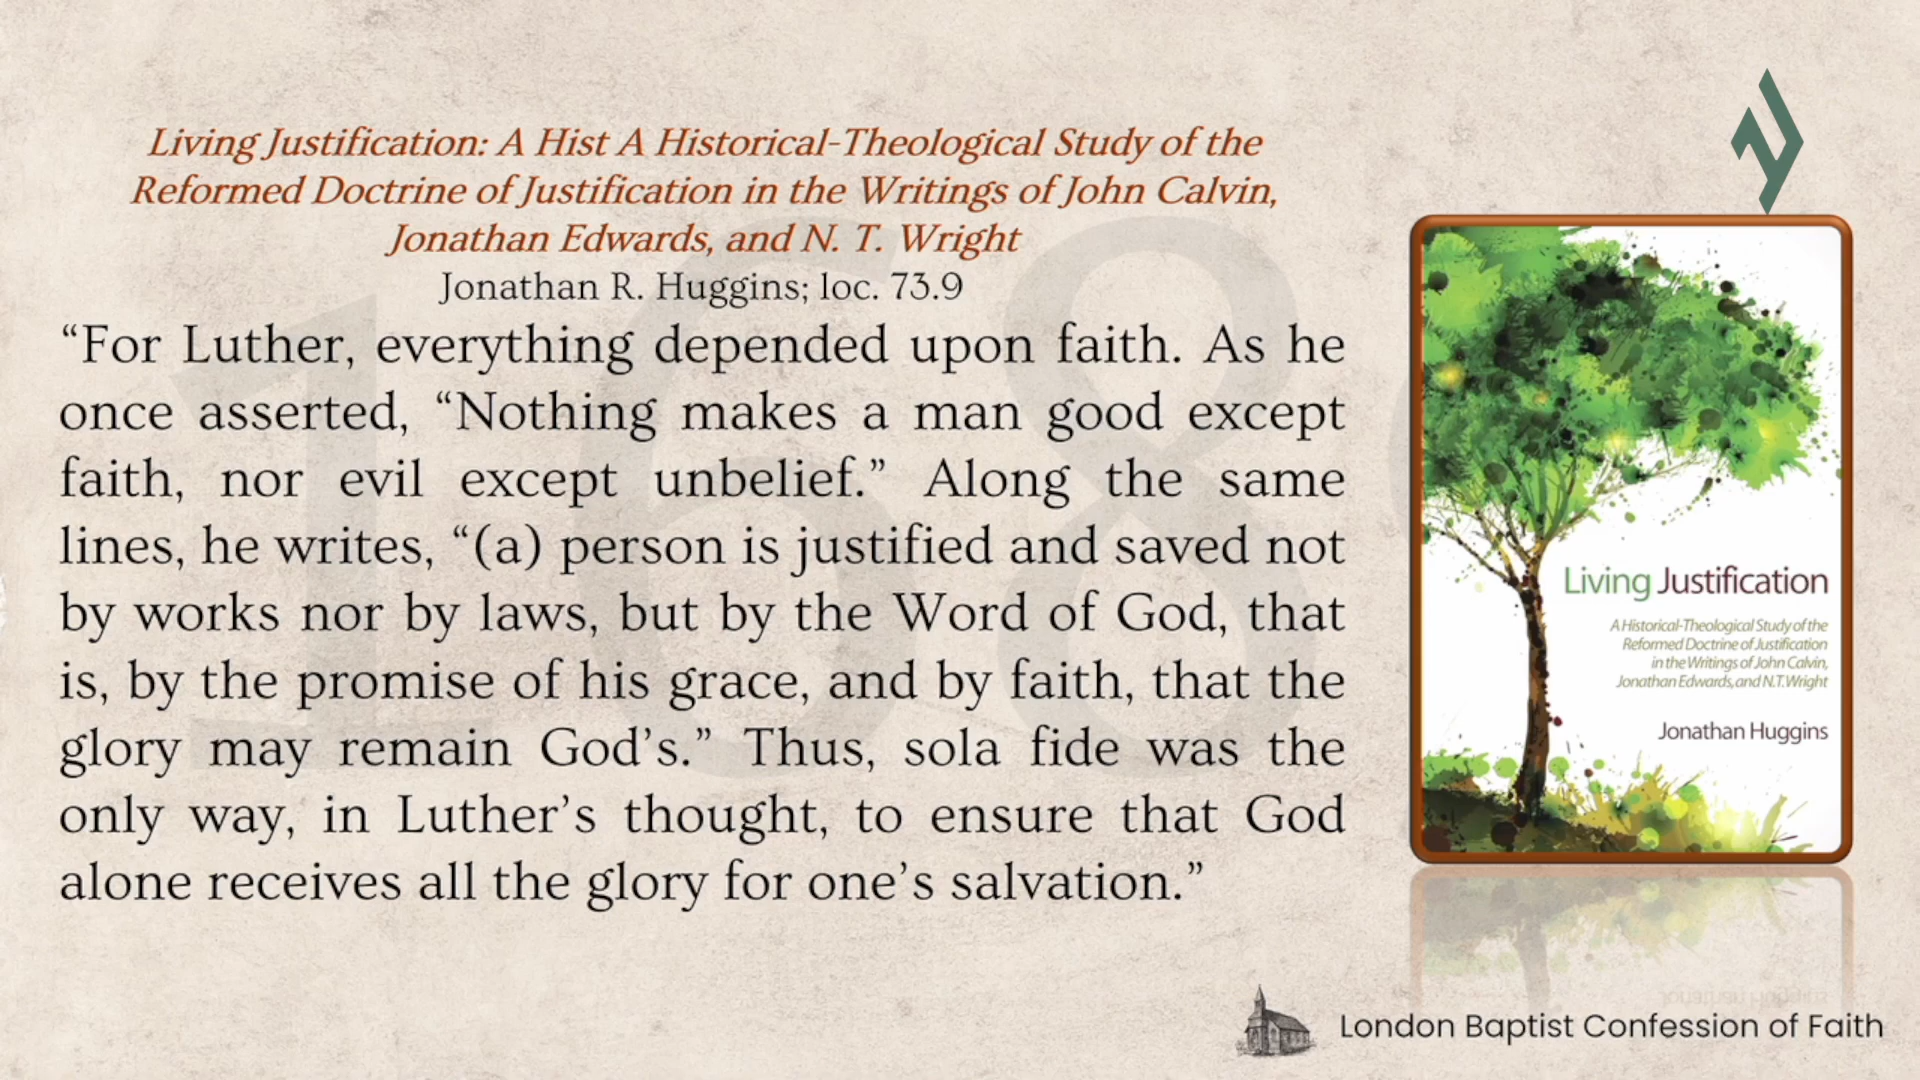 Living Justification: A Hist A Historical-Theological Study of the
Reformed Doctrine of Justification in the Writings of John Calvin,
Jonathan Edwards, and N. T. Wright
Jonathan R. Huggins; loc. 73.9
“For Luther, everything depended upon faith. As he
once asserted, “Nothing makes a man good except
faith, nor evil except unbelief.” Along the same
lines, he writes, “(a) person is justified and saved not
by works nor by laws, but by the Word of God, that
is, by the promise of his grace, and by faith, that the
glory may remain God’s.” Thus, sola fide was the
only way, in Luther’s thought, to ensure that God
alone receives all the glory for one’s salvation.”
168
Living Justification
A Historical-Theological Study of the
Reformed Doctrine of Justification
in the Writings of John Calvin,
Jonathan Edwards, and N.T. Wright
Jonathan Huggins
London Baptist Confession of Faith